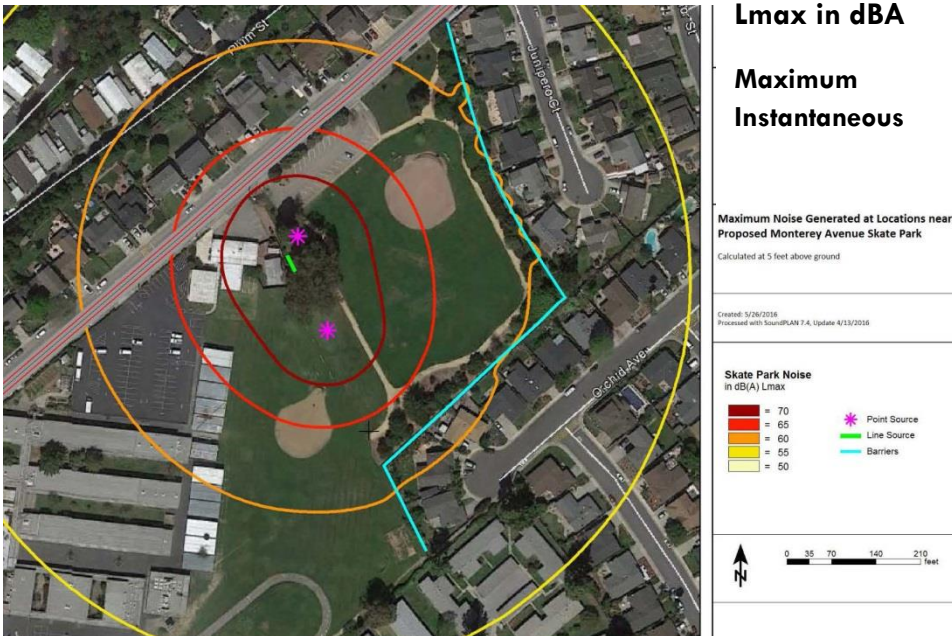 Lmax in dBA
Maximum
Instantaneous
Plum St
Junipero Ct
Orchid Ave
Maximum Noise Generated at Locations near
Proposed Monterey Avenue Skate Park
Calculated at 5 feet above ground
Created: 5/26/2016
Processed with SoundPLAN 7.4, Update 4/13/2016
Skate Park Noise
in dB(A) Lmax
= 70
= 65
= 60
= 55
= 50
Point Source
Line Source
Barriers
N
0 35 70 140 210
feet